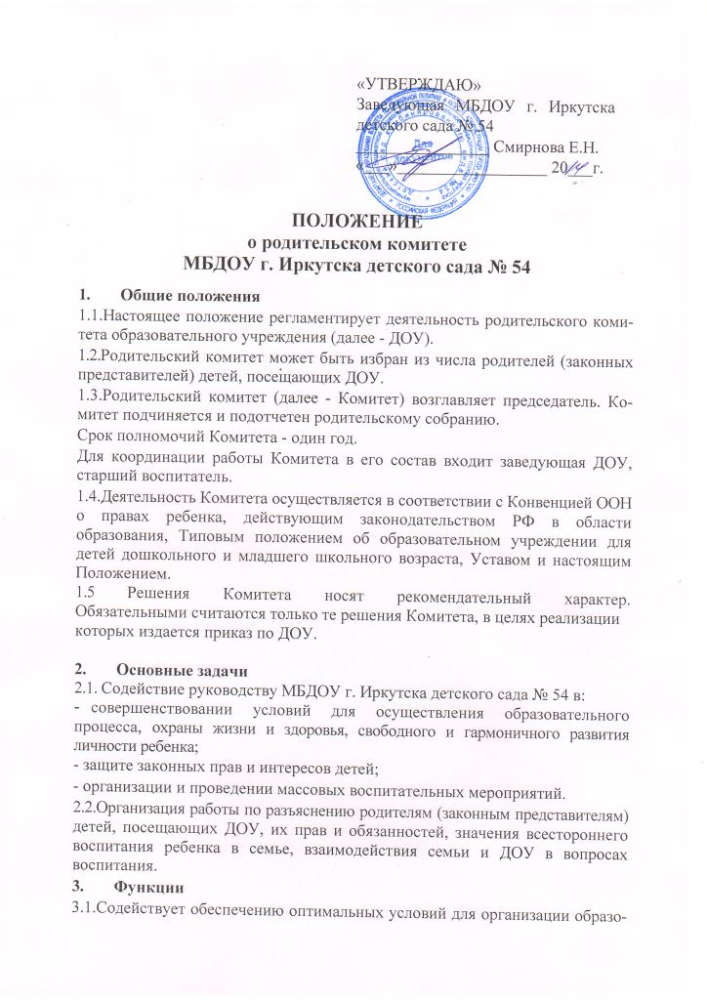 «УТВЕРЖДАЮ»
Заведующая МБДОУ г. Иркутска
детского сада № 54
Смирнова Е.Н.
«___»__________________ 2014 г.
Для
документов
РОССИЙСКАЯ ФЕДЕРАЦИЯ
ПОЛОЖЕНИЕ
о родительском комитете
МБДОУ г. Иркутска детского сада № 54
1. Общие положения
1.1.Настоящее положение регламентирует деятельность родительского коми-
тета образовательного учреждения (далее - ДОУ).
1.2.Родительский комитет может быть избран из числа родителей (законных
представителей) детей, посещающих ДОУ.
1.3.Родительский комитет (далее - Комитет) возглавляет председатель. Ко-
митет подчиняется и подотчетен родительскому собранию.
Срок полномочий Комитета - один год.
Для координации работы Комитета в его состав входит заведующая ДОУ,
старший воспитатель.
1.4.Деятельность Комитета осуществляется в соответствии с Конвенцией ООН
о правах ребенка, действующим законодательством РФ в области
образования, Типовым положением об образовательном учреждении для
детей дошкольного и младшего школьного возраста, Уставом и настоящим
Положением.
1.5 Решения Комитета носят рекомендательный характер.
Обязательными считаются только те решения Комитета, в целях реализации
которых издается приказ по ДОУ.
2. Основные задачи
2.1. Содействие руководству МБДОУ г. Иркутска детского сада № 54 в:
- совершенствовании условий для осуществления образовательного
процесса, охраны жизни и здоровья, свободного и гармоничного развития
личности ребенка;
- защите законных прав и интересов детей;
- организации и проведении массовых воспитательных мероприятий.
2.2.Организация работы по разъяснению родителям (законным представителям)
детей, посещающих ДОУ, их прав и обязанностей, значения всестороннего
воспитания ребенка в семье, взаимодействия семьи и ДОУ в вопросах
воспитания.
3. Функции
3.1.Содействует обеспечению оптимальных условий для организации образо-